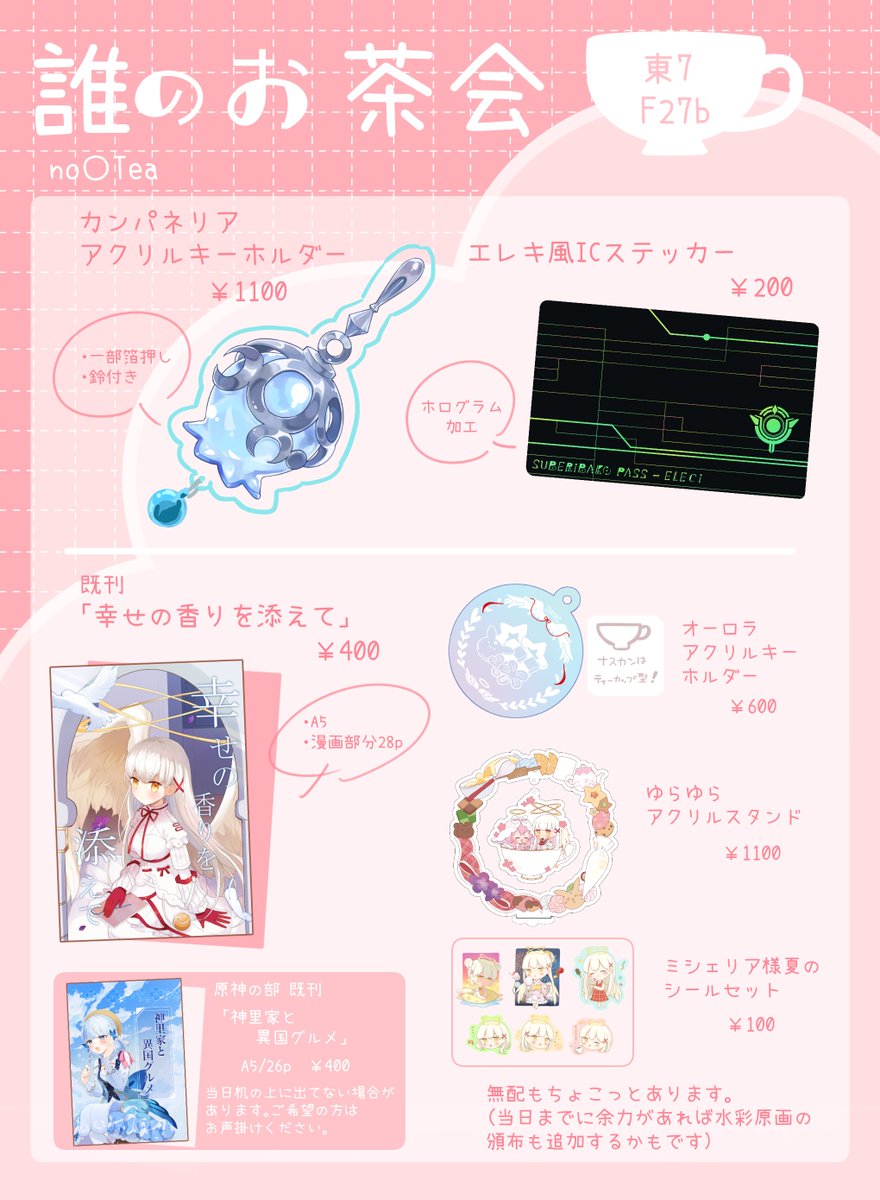 誰のお茶会
東7
F27b
no〇Tea
カンパネリア
アクリルキーホルダー
￥1100
・一部箔押し
・鈴付き
エレキ風ICステッカー
￥200
ホログラム
加工
SUBERIBAKO PASS - ELECI
既刊
「幸せの香りを添えて」
￥400
・A5
・漫画部分28p
幸せの
香りを
添えて
オーロラ
アクリルキー
ホルダー
￥600
ナスカンは
ティーカップ型!
ゆらゆら
アクリルスタンド
￥1100
ミシェリア様夏の
シールセット
￥100
原神の部 既刊
「神里家と
異国グルメ」
A5/26p ￥400
当日机の上に出てない場合が
あります。ご希望の方は
お声掛けください。
神里家と
異国グルメ
無配もちょこっとあります。
(当日までに余力があれば水彩原画の
頒布も追加するかもです)